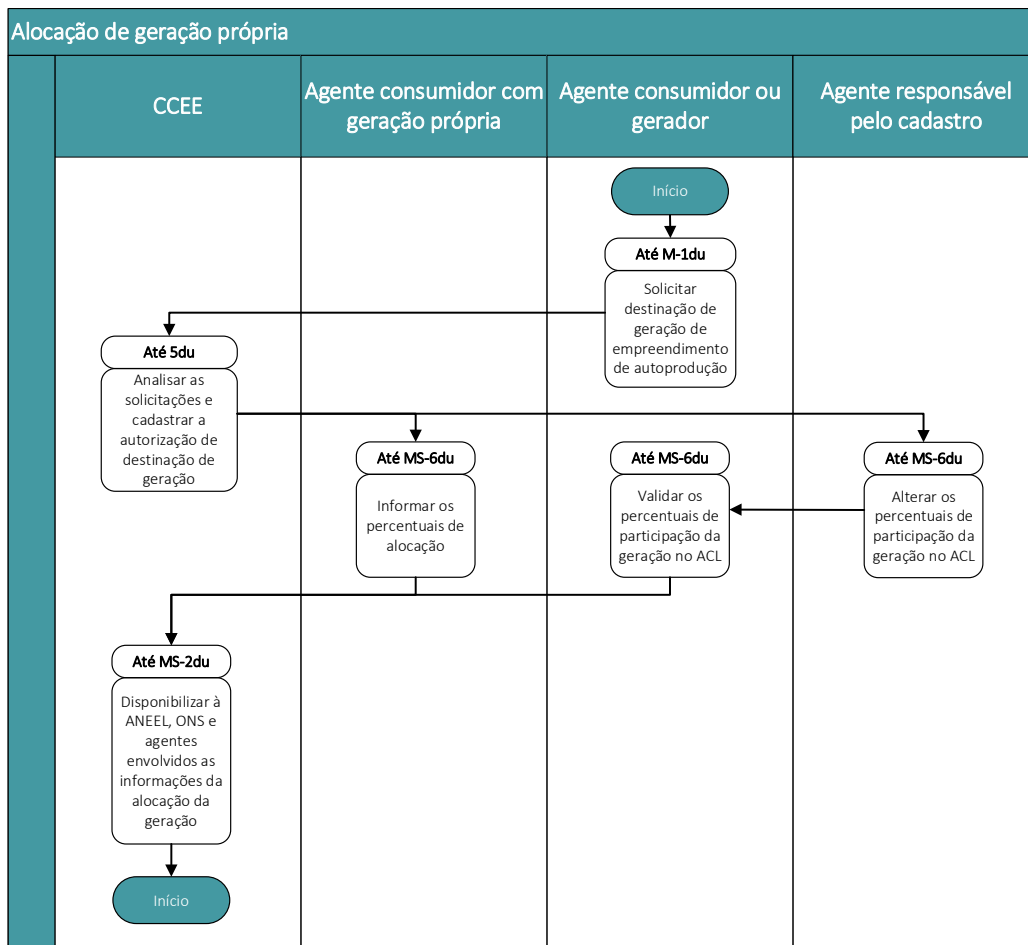 Alocação de geração própria
CCEE
Agente consumidor com
geração própria
Agente consumidor ou
gerador
Agente responsável
pelo cadastro
Início
Até M-1du
Solicitar
destinação de
geração de
empreendimento
de autoprodução
Até 5du
Analisar as
solicitações e
cadastrar a
autorização de
destinação de
geração
Até MS-6du
Informar os
percentuais de
alocação
Até MS-6du
Validar os
percentuais de
participação da
geração no ACL
Até MS-6du
Alterar os
percentuais de
participação da
geração no ACL
Até MS-2du
Disponibilizar à
ANEEL, ONS e
agentes
envolvidos as
informações da
alocação da
geração
Início